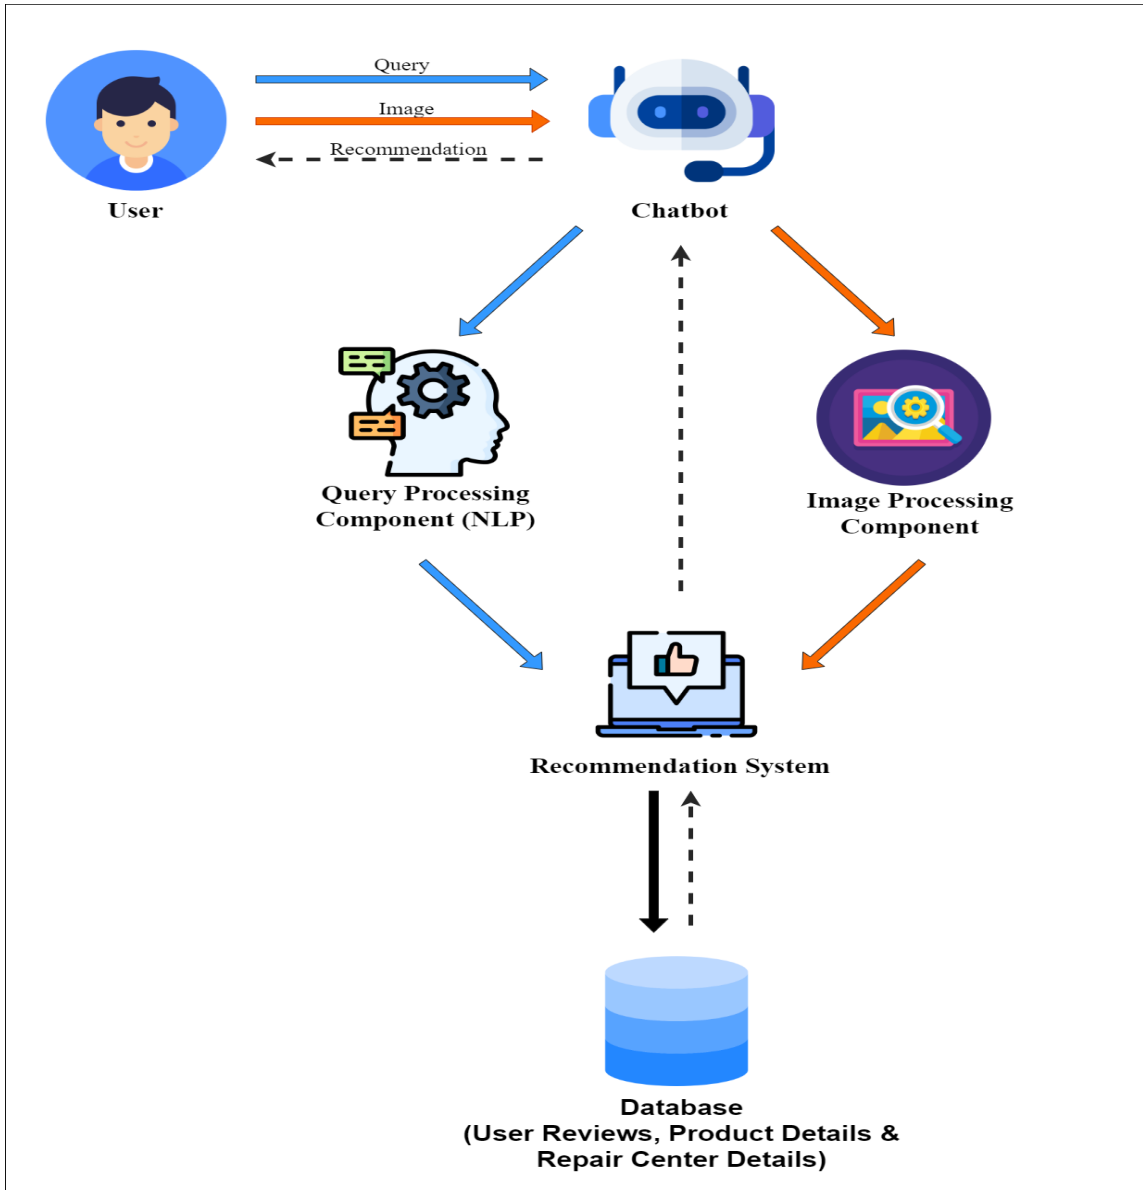 Query
Image
Recommendation
User
Chatbot
Query Processing
Component (NLP)
Image Processing
Component
Recommendation System
Database
(User Reviews, Product Details &
Repair Center Details)